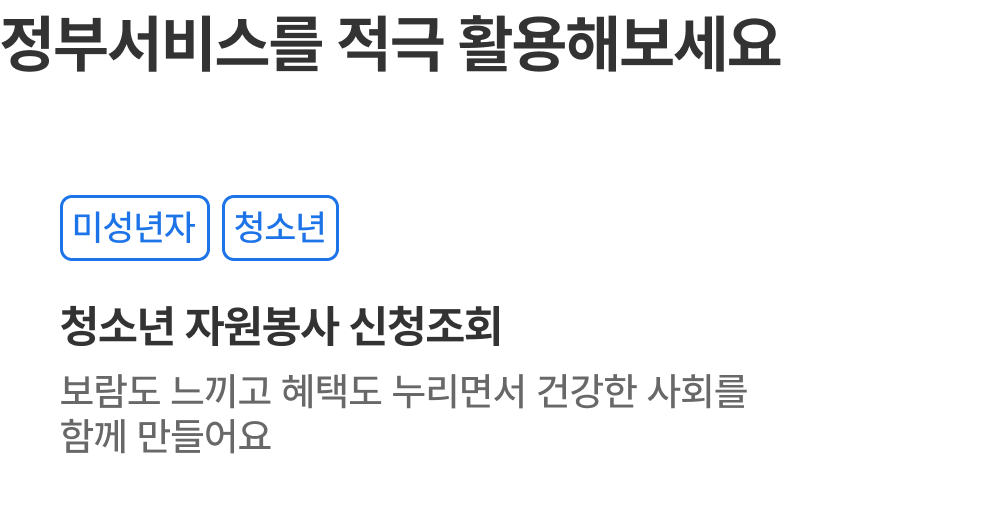 정부서비스를 적극 활용해보세요
미성년자 청소년
청소년 자원봉사 신청조회
보람도 느끼고 혜택도 누리면서 건강한 사회를
함께 만들어요